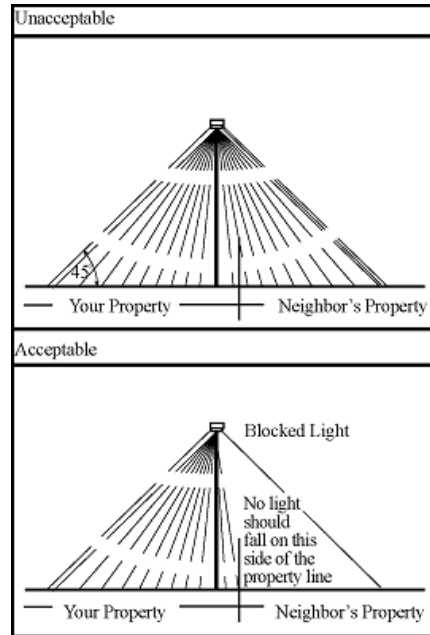 Unacceptable
45
Your Property
Neighbor's Property
Acceptable
Blocked Light
No light
should
fall on this
side of the
property line
Your Property
Neighbor's Property